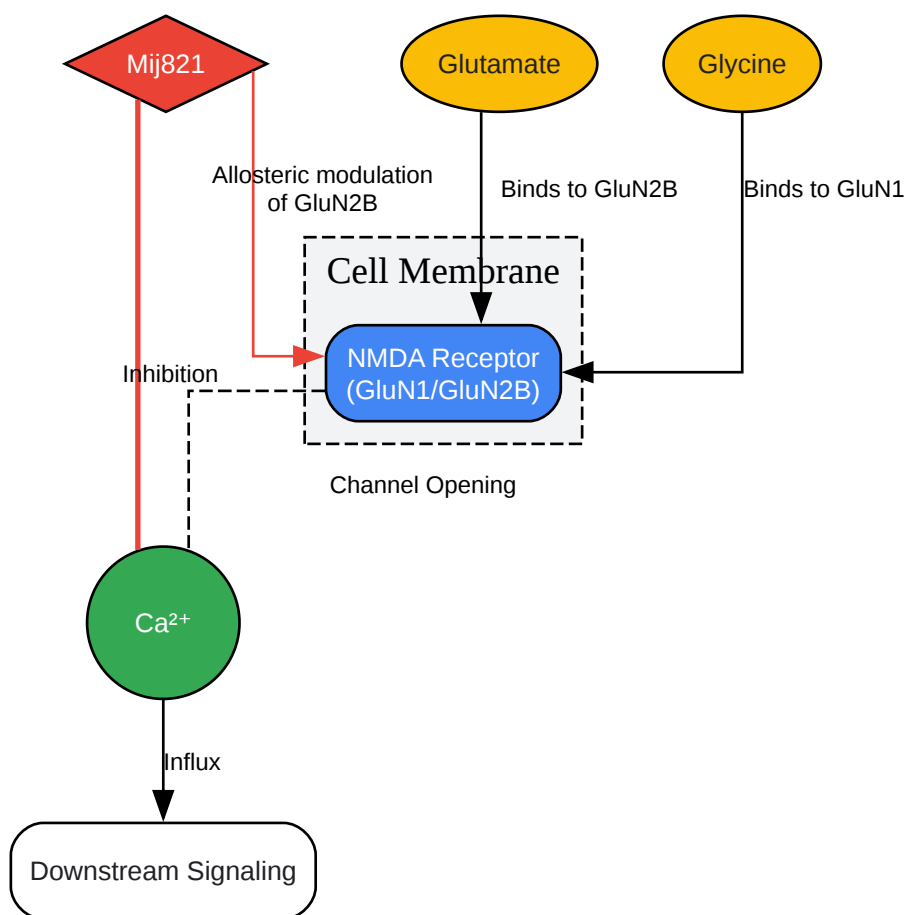 Mij821
Glutamate
Glycine
Allosteric modulation
of GluN2B
Binds to GluN2B
Binds to GluN1
Cell Membrane
NMDA Receptor
(GluN1/GluN2B)
Inhibition
Channel Opening
Ca²⁺
Influx
Downstream Signaling